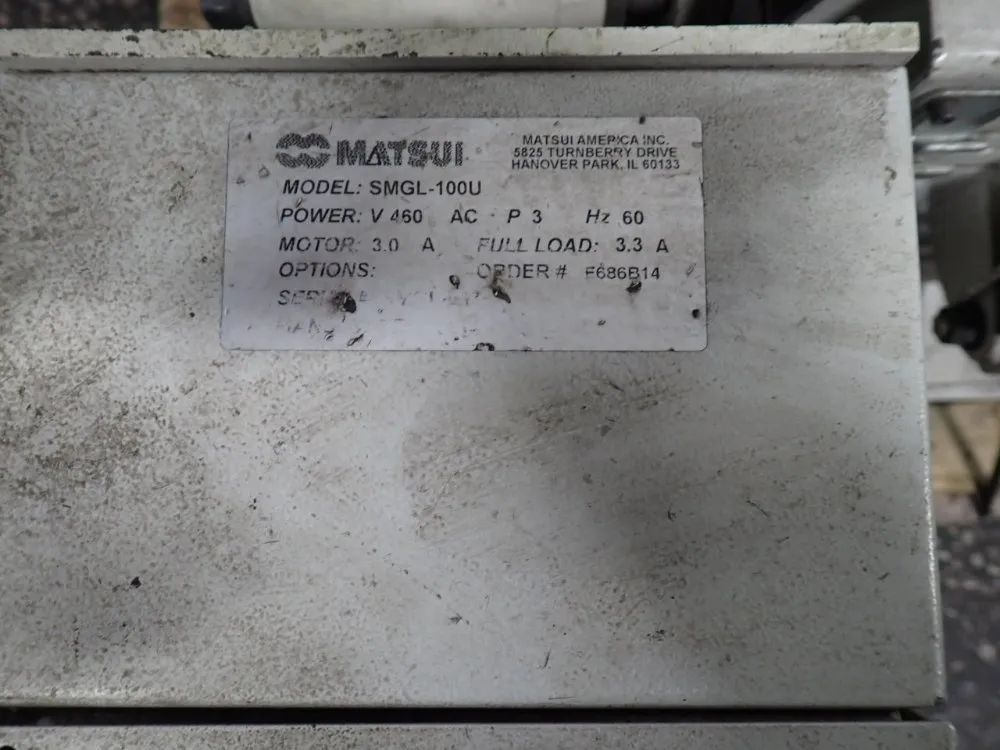 MATSUI
MATSUI AMERICA INC.
5825 TURNBERRY DRIVE
HANOVER PARK, IL 60133
MODEL: SMGL-100U
POWER: V 460 AC P 3 Hz 60
MOTOR: 3.0 A FULL LOAD: 3.3 A
OPTIONS: ORDER # F686B14